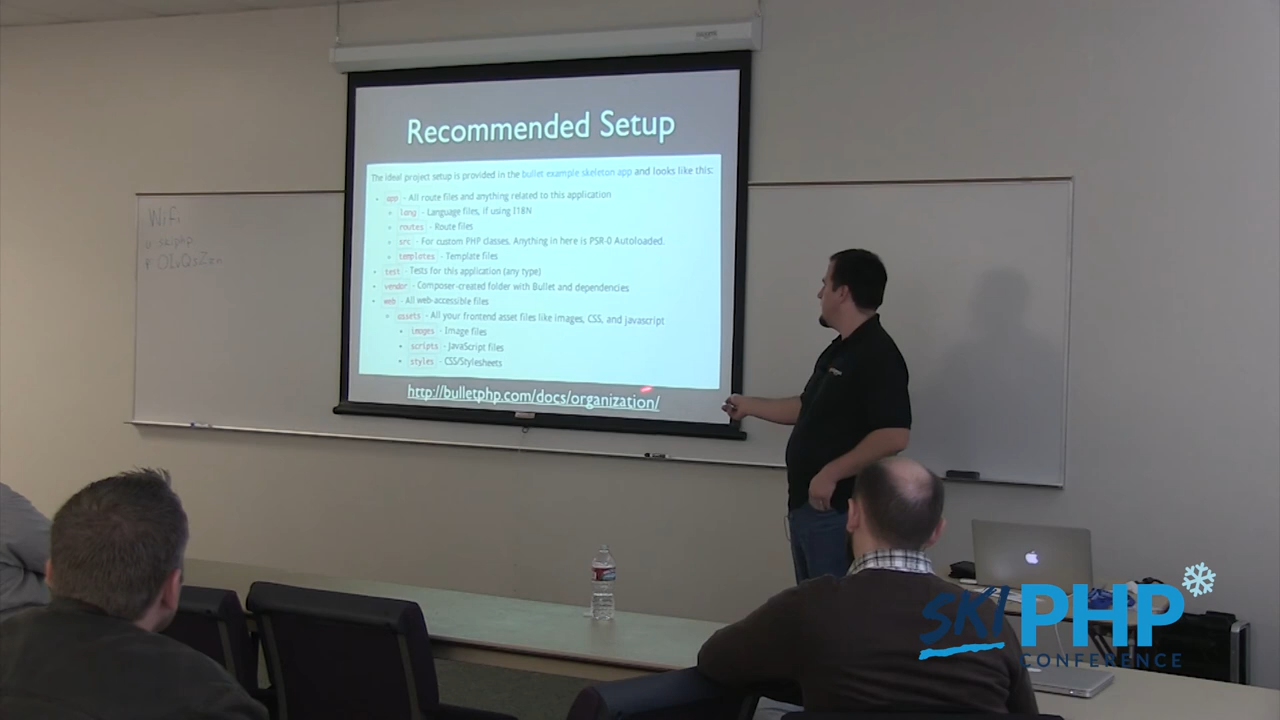 Recommended Setup
The ideal project setup is provided in the bullet example skeleton app and looks like this:
app - All route files and anything related to this application
lang - Language files, if using I18N
routes - Route files
src - For custom PHP classes. Anything in here is PSR-0 Autoloaded.
templates - Template files
test - Tests for this application (any type)
vendor - Composer-created folder with Bullet and dependencies
web - All web-accessible files
assets - All your frontend asset files like images, CSS, and javascript
images - Image files
scripts - JavaScript files
styles - CSS/Stylesheets
http://bulletphp.com/docs/organization/
Wifi
skiphp
SKI PHP
CONFERENCE